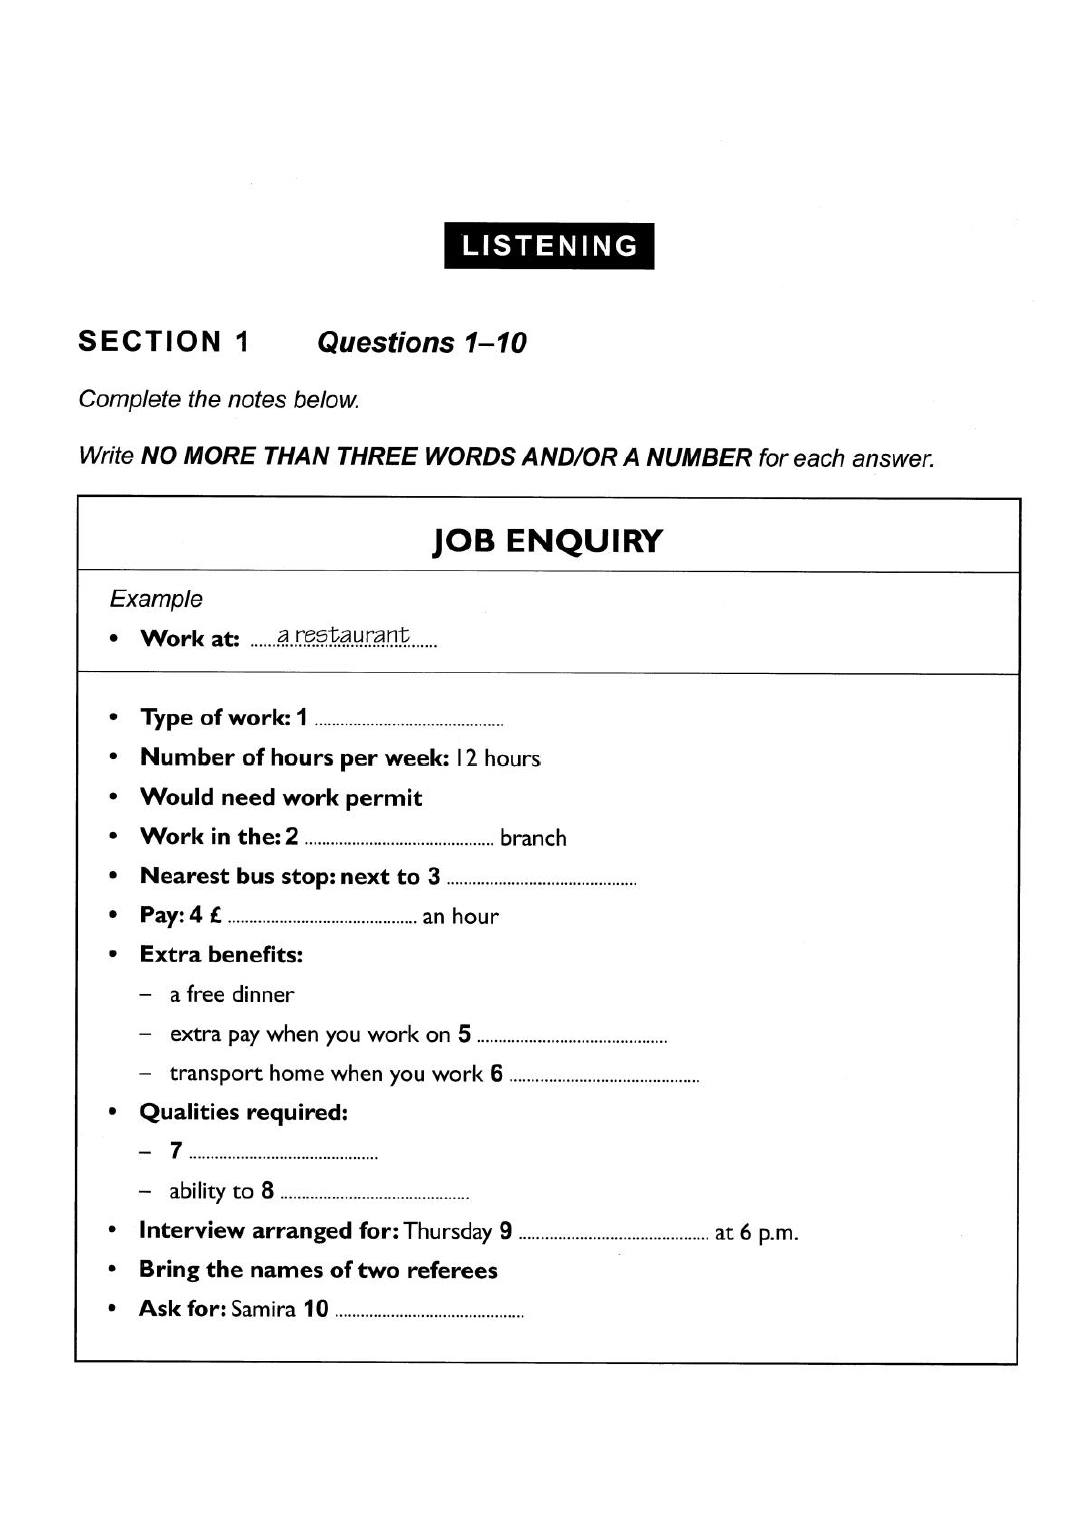 LISTENING
SECTION 1 Questions 1–10
Complete the notes below.
Write NO MORE THAN THREE WORDS AND/OR A NUMBER for each answer.
JOB ENQUIRY
Example
• Work at: ......a restaurant......
• Type of work: 1 ............................................
• Number of hours per week: 12 hours
• Would need work permit
• Work in the: 2 ............................................ branch
• Nearest bus stop: next to 3 ............................................
• Pay: 4 £ ............................................ an hour
• Extra benefits:
– a free dinner
– extra pay when you work on 5 ............................................
– transport home when you work 6 ............................................
• Qualities required:
– 7 ............................................
– ability to 8 ............................................
• Interview arranged for: Thursday 9 ............................................ at 6 p.m.
• Bring the names of two referees
• Ask for: Samira 10 ............................................